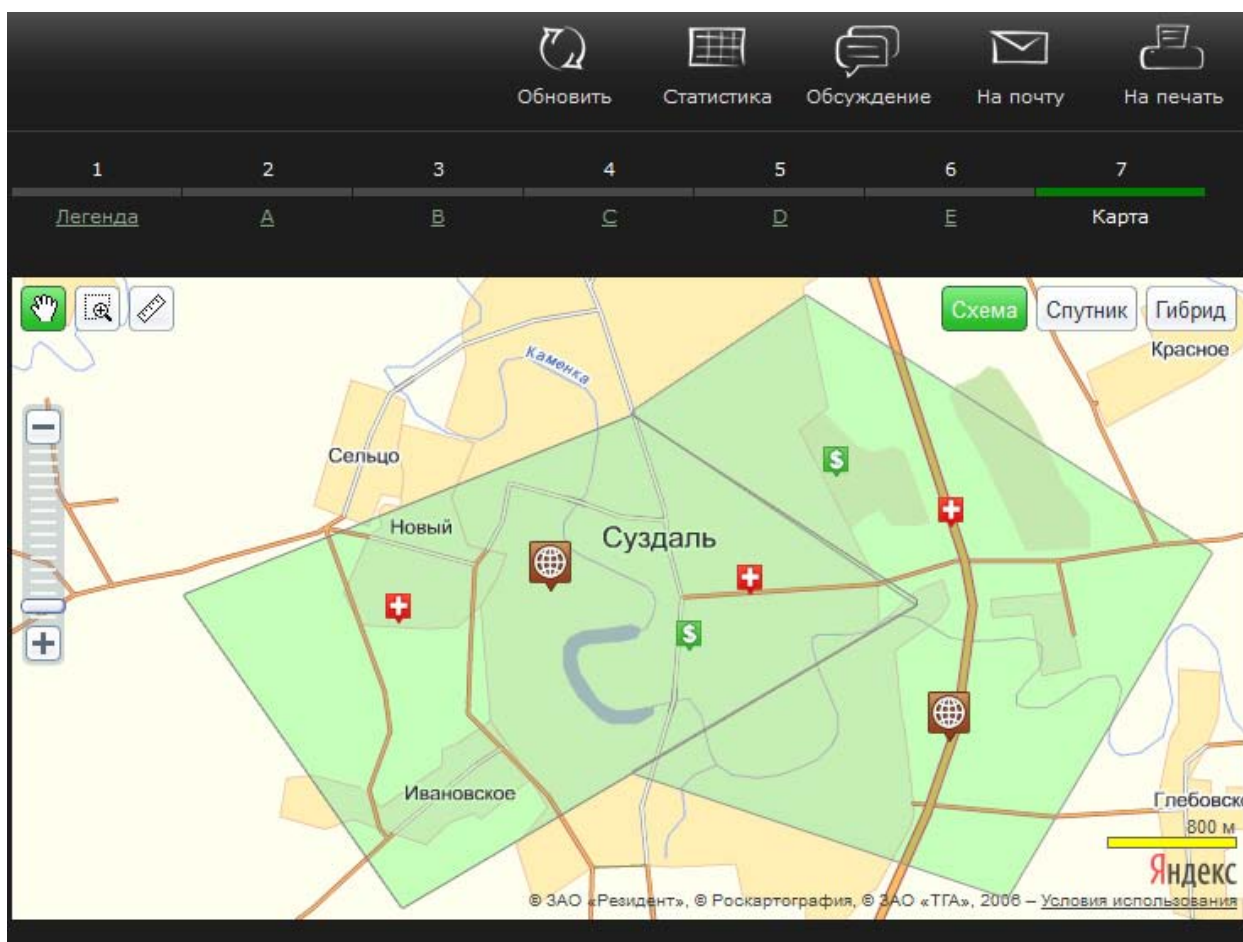 Обновить Статистика Обсуждение На почту На печать
1 2 3 4 5 6 7
Легенда A B C D E Карта
Схема Спутник Гибрид
Красное
Каменка
Сельцо
Новый
Суздаль
$
$
Ивановское
Глебовск
800 м
Яндекс
© ЗАО «Резидент», © Роскартография, © ЗАО «ТГА», 2006 – Условия использования